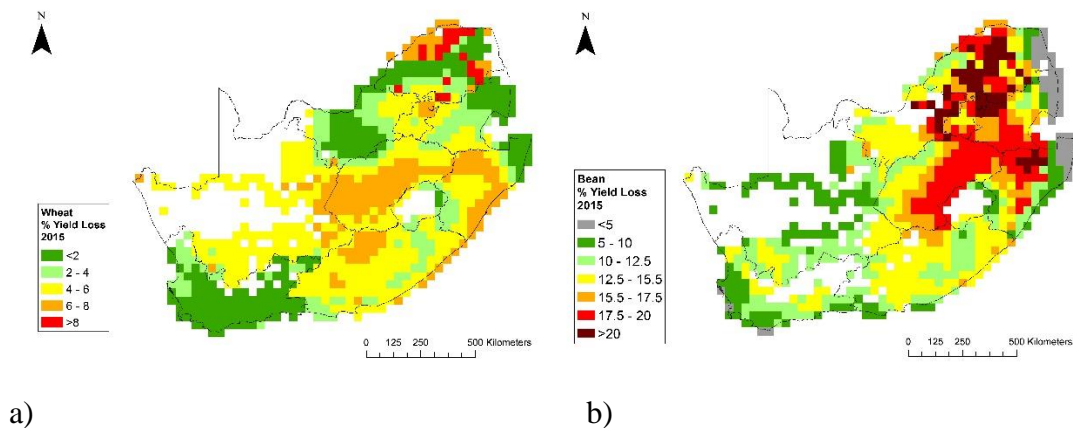 N
Wheat
% Yield Loss
2015
<2
2 - 4
4 - 6
6 - 8
>8
0 125 250 500 Kilometers
a)
N
Bean
% Yield Loss
2015
<5
5 - 10
10 - 12.5
12.5 - 15.5
15.5 - 17.5
17.5 - 20
>20
0 125 250 500 Kilometers
b)